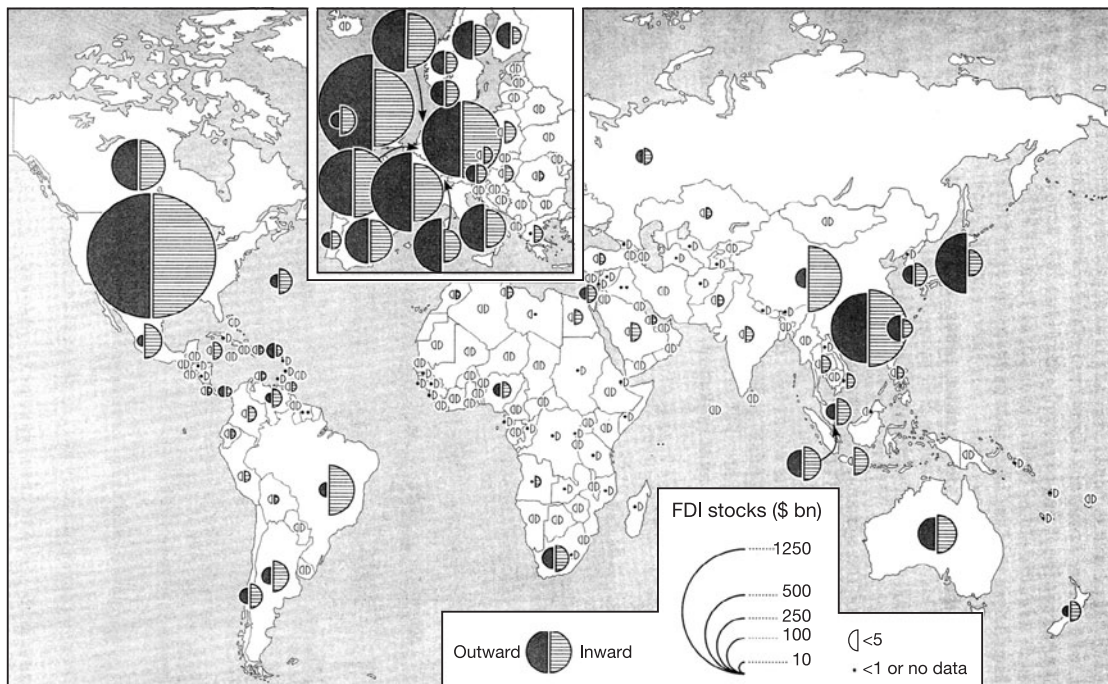 FDI stocks ($ bn)
1250
500
250
100
10
Outward
Inward
<5
<1 or no data